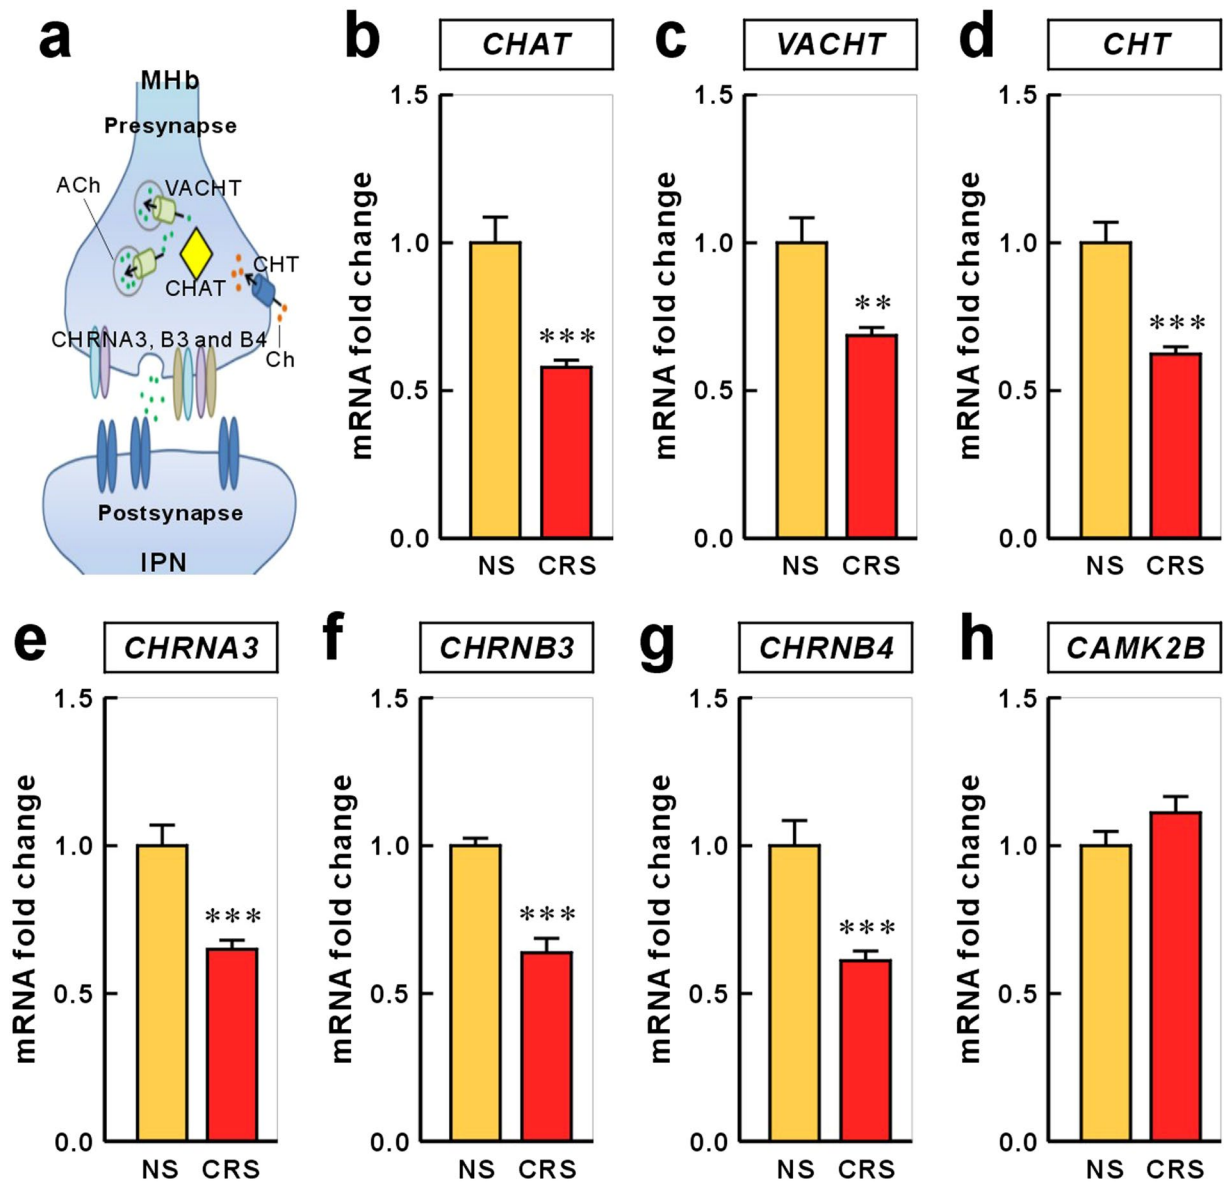 a
MHb
Presynapse
ACh
VACHT
CHT
CHAT
CHRNA3, B3 and B4
Ch
Postsynapse
IPN
b
CHAT
mRNA fold change
1.5
1.0
0.5
0.0
***
NS CRS
c
VACHT
mRNA fold change
1.5
1.0
0.5
0.0
**
NS CRS
d
CHT
mRNA fold change
1.5
1.0
0.5
0.0
***
NS CRS
e
CHRNA3
mRNA fold change
1.5
1.0
0.5
0.0
***
NS CRS
f
CHRNB3
mRNA fold change
1.5
1.0
0.5
0.0
***
NS CRS
g
CHRNB4
mRNA fold change
1.5
1.0
0.5
0.0
***
NS CRS
h
CAMK2B
mRNA fold change
1.5
1.0
0.5
0.0
NS CRS